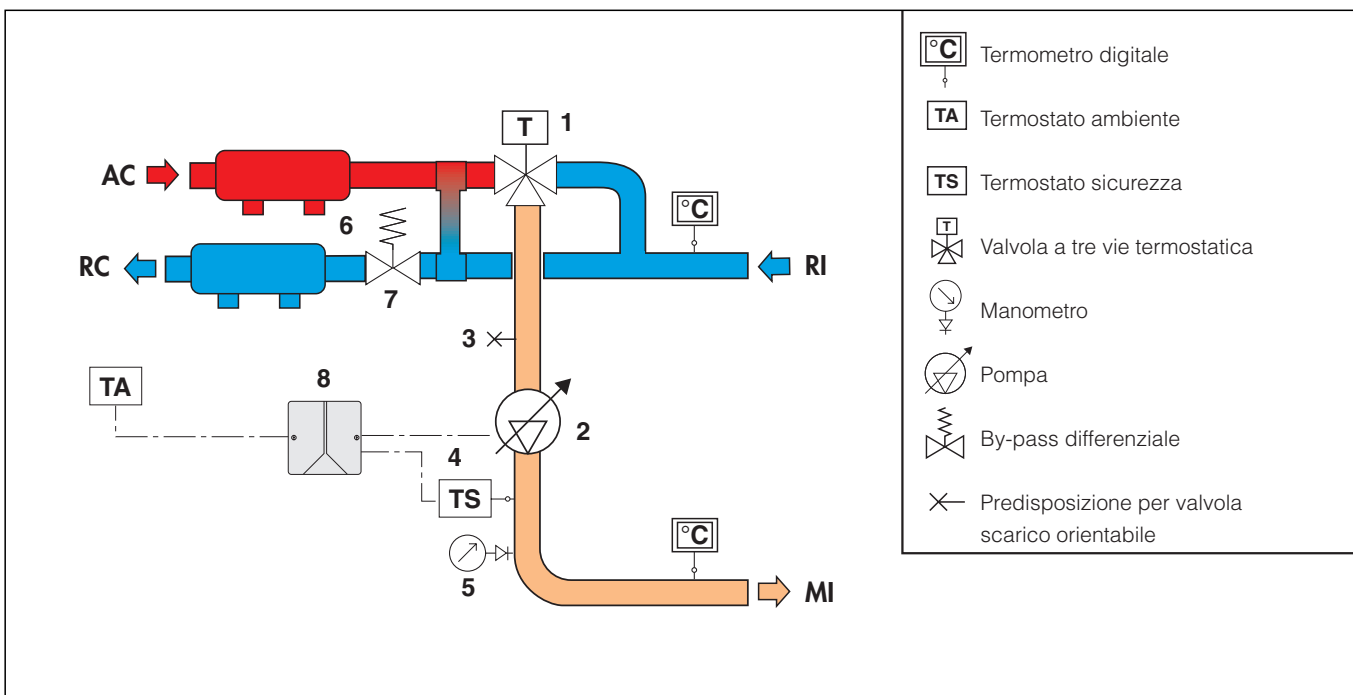 T
1
AC
°C
6
RC
RI
7
3
TA
8
2
4
TS
°C
5
MI
°C Termometro digitale
TA Termostato ambiente
TS Termostato sicurezza
T Valvola a tre vie termostatica
Manometro
Pompa
By-pass differenziale
Predisposizione per valvola
scarico orientabile